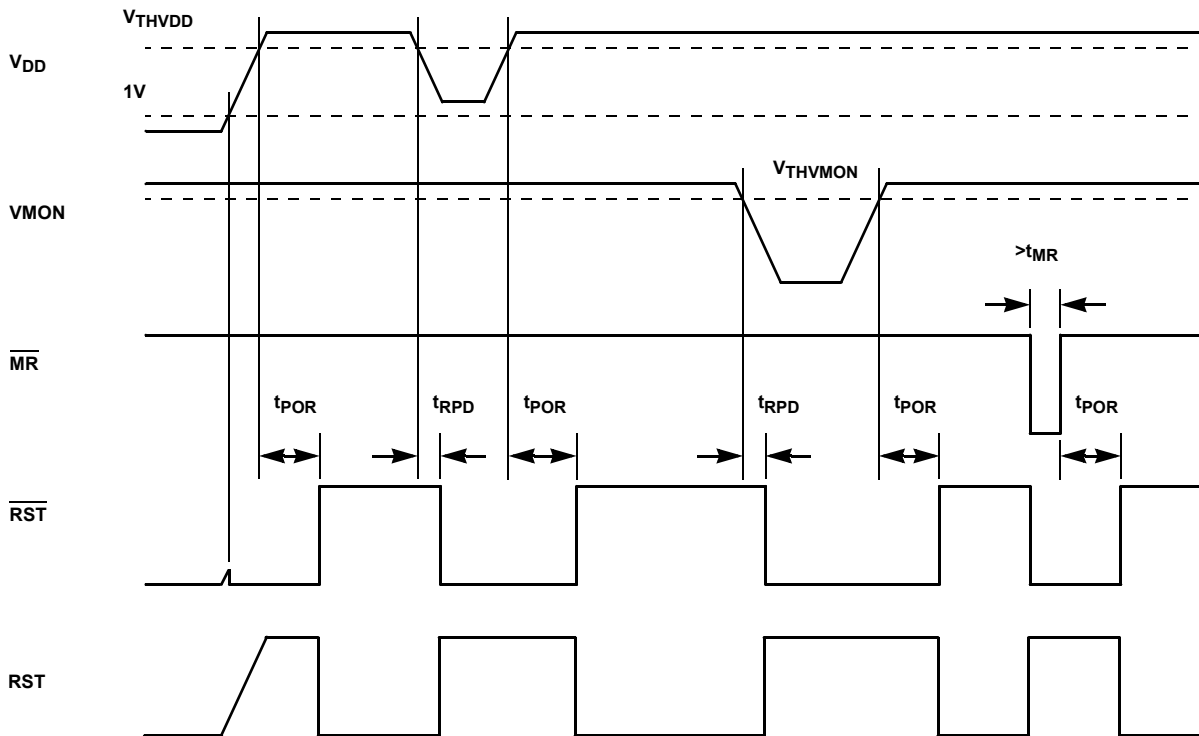 VTHVDD
VDD
1V
VTHVMON
VMON
>tMR
MR
tPOR
tRPD
tPOR
tRPD
tPOR
tPOR
RST
RST